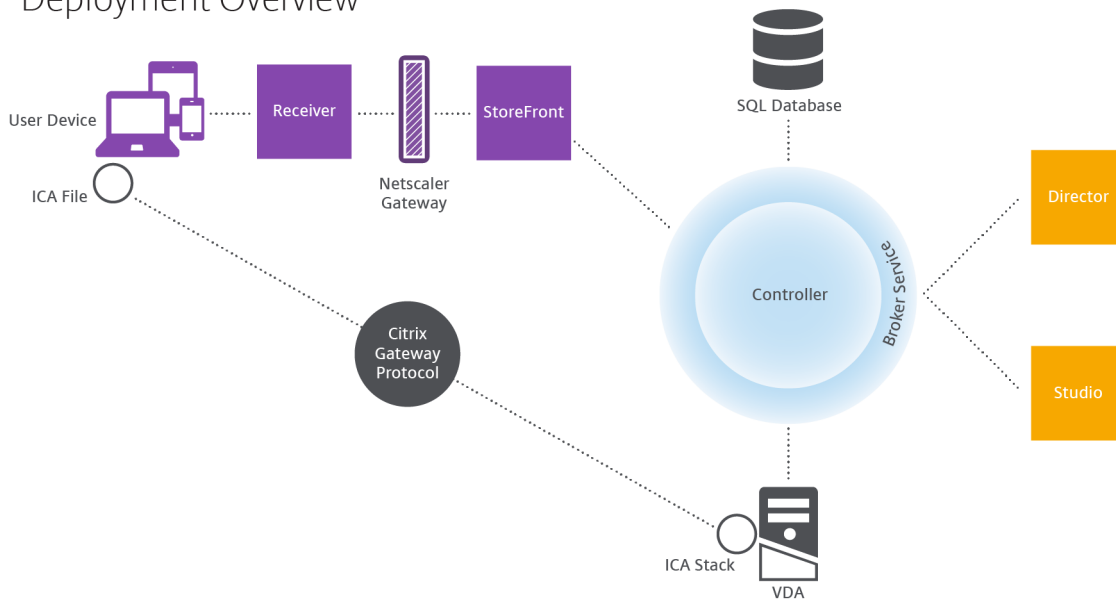 Deployment Overview
SQL Database
User Device
Receiver
StoreFront
Netscaler
Gateway
ICA File
Director
Broker Service
Controller
Citrix
Gateway
Protocol
Studio
ICA Stack
VDA